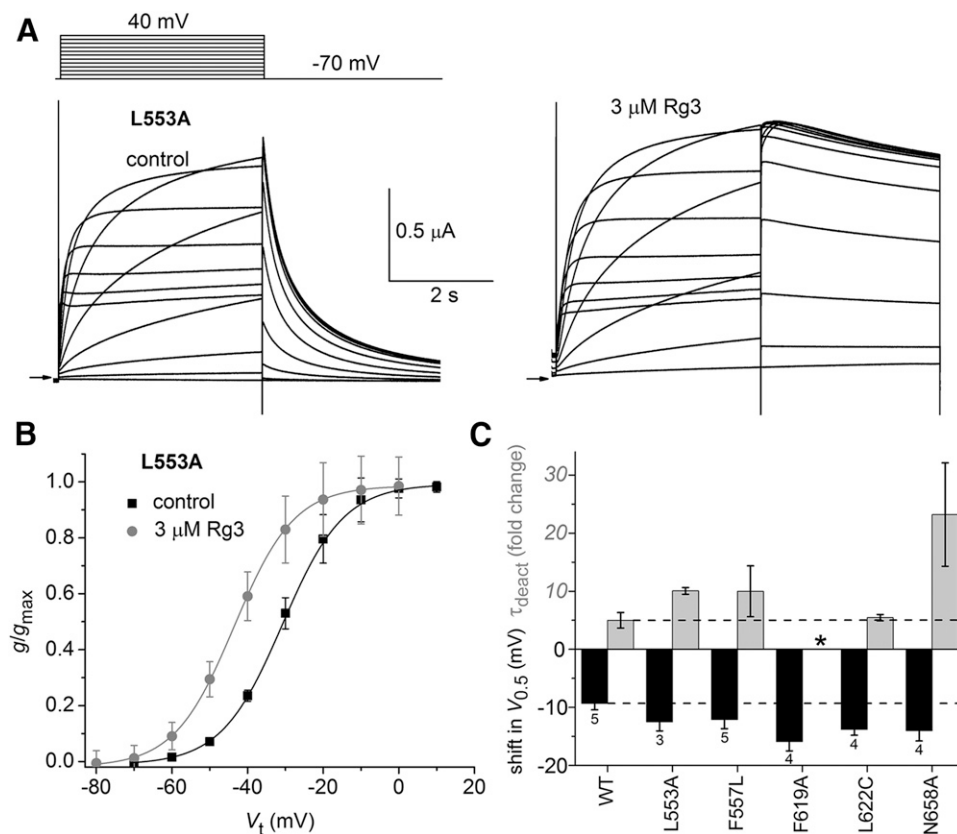 A
40 mV
-70 mV
L553A
control
3 μM Rg3
0.5 μA
2 s
B
L553A
control
3 μM Rg3
g/gmax
1.0
0.8
0.6
0.4
0.2
0.0
-80 -60 -40 -20 0
Vt (mV)
C
shift in V0.5 (mV) τdeact (fold change)
30
20
10
0
-10
-20
*
5 3 5 4 4 4
WT L553A F557L F619A L622C N658A